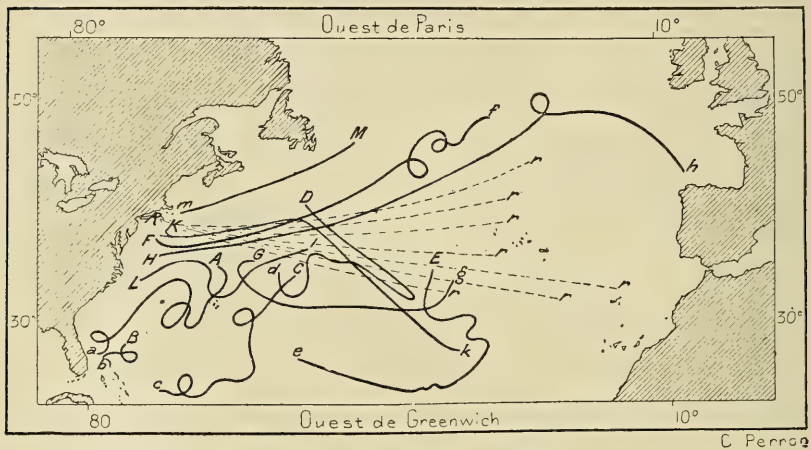 80° Ouest de Paris 10°
50° 50°
f
M
h
D
m
R K
F
H
L A G l E g
d C
30° 30°
B
a
b
k
e
c
r
r
r
r
r
r
r
80 Ouest de Greenwich 10°
C Perron